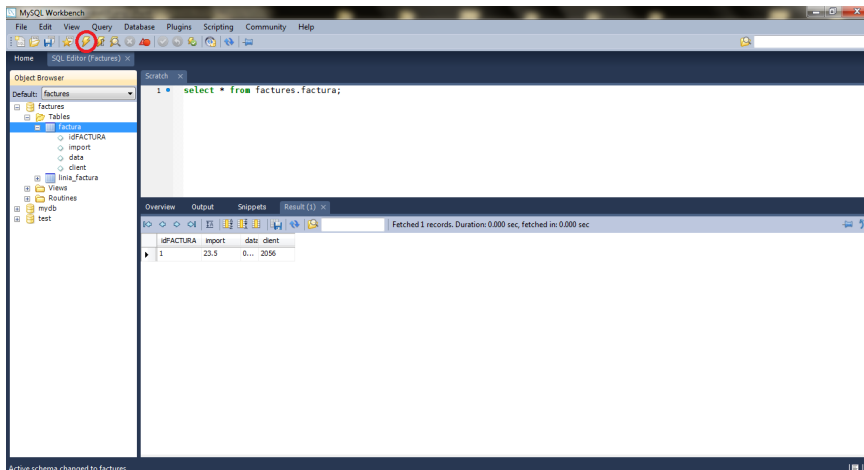 MySQL Workbench
File Edit View Query Database Plugins Scripting Community Help
Home SQL Editor (Factures)
Object Browser
Scratch
Default: factures
1 select * from factures.factura;
factures
Tables
factura
idFACTURA
import
data
client
linia_factura
Views
Routines
mydb
test
Overview Output Snippets Result (1)
Fetched 1 records. Duration: 0.000 sec, fetched in: 0.000 sec
idFACTURA import data client
1 23.5 0... 2056
Active schema changed to factures